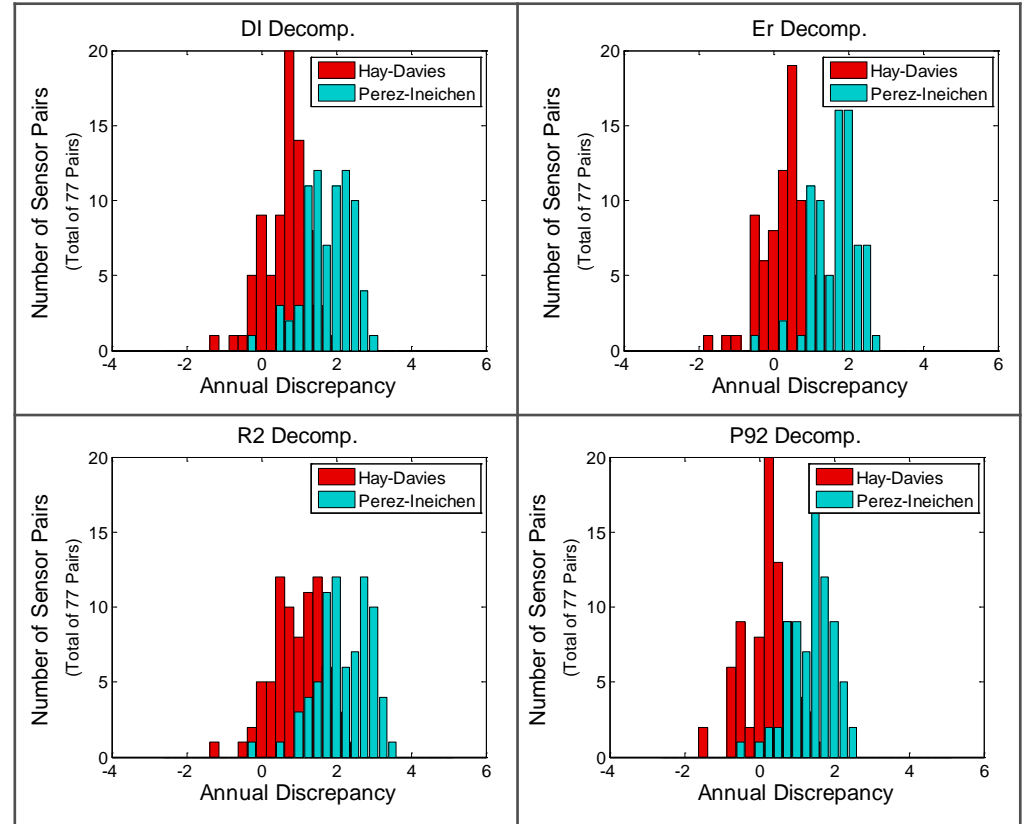 DI Decomp.
Number of Sensor Pairs
(Total of 77 Pairs)
20
15
10
5
0
-4
-2
0
2
4
6
Annual Discrepancy
Hay-Davies
Perez-Ineichen
Er Decomp.
Number of Sensor Pairs
(Total of 77 Pairs)
20
15
10
5
0
-4
-2
0
2
4
6
Annual Discrepancy
Hay-Davies
Perez-Ineichen
R2 Decomp.
Number of Sensor Pairs
(Total of 77 Pairs)
20
15
10
5
0
-4
-2
0
2
4
6
Annual Discrepancy
Hay-Davies
Perez-Ineichen
P92 Decomp.
Number of Sensor Pairs
(Total of 77 Pairs)
20
15
10
5
0
-4
-2
0
2
4
6
Annual Discrepancy
Hay-Davies
Perez-Ineichen